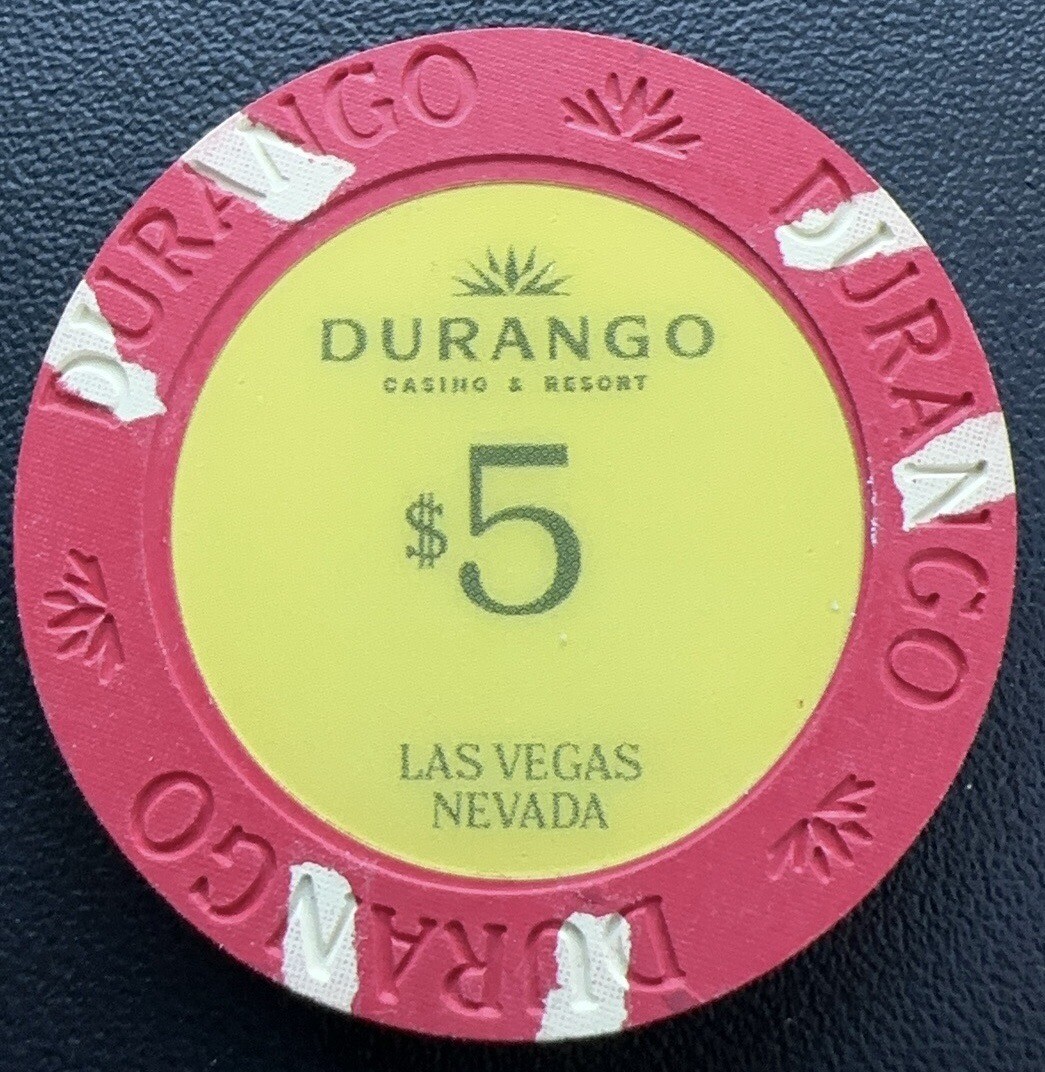 DURANGO
CASINO & RESORT
$5
LAS VEGAS
NEVADA
DURANGO
DURANGO
DURANGO